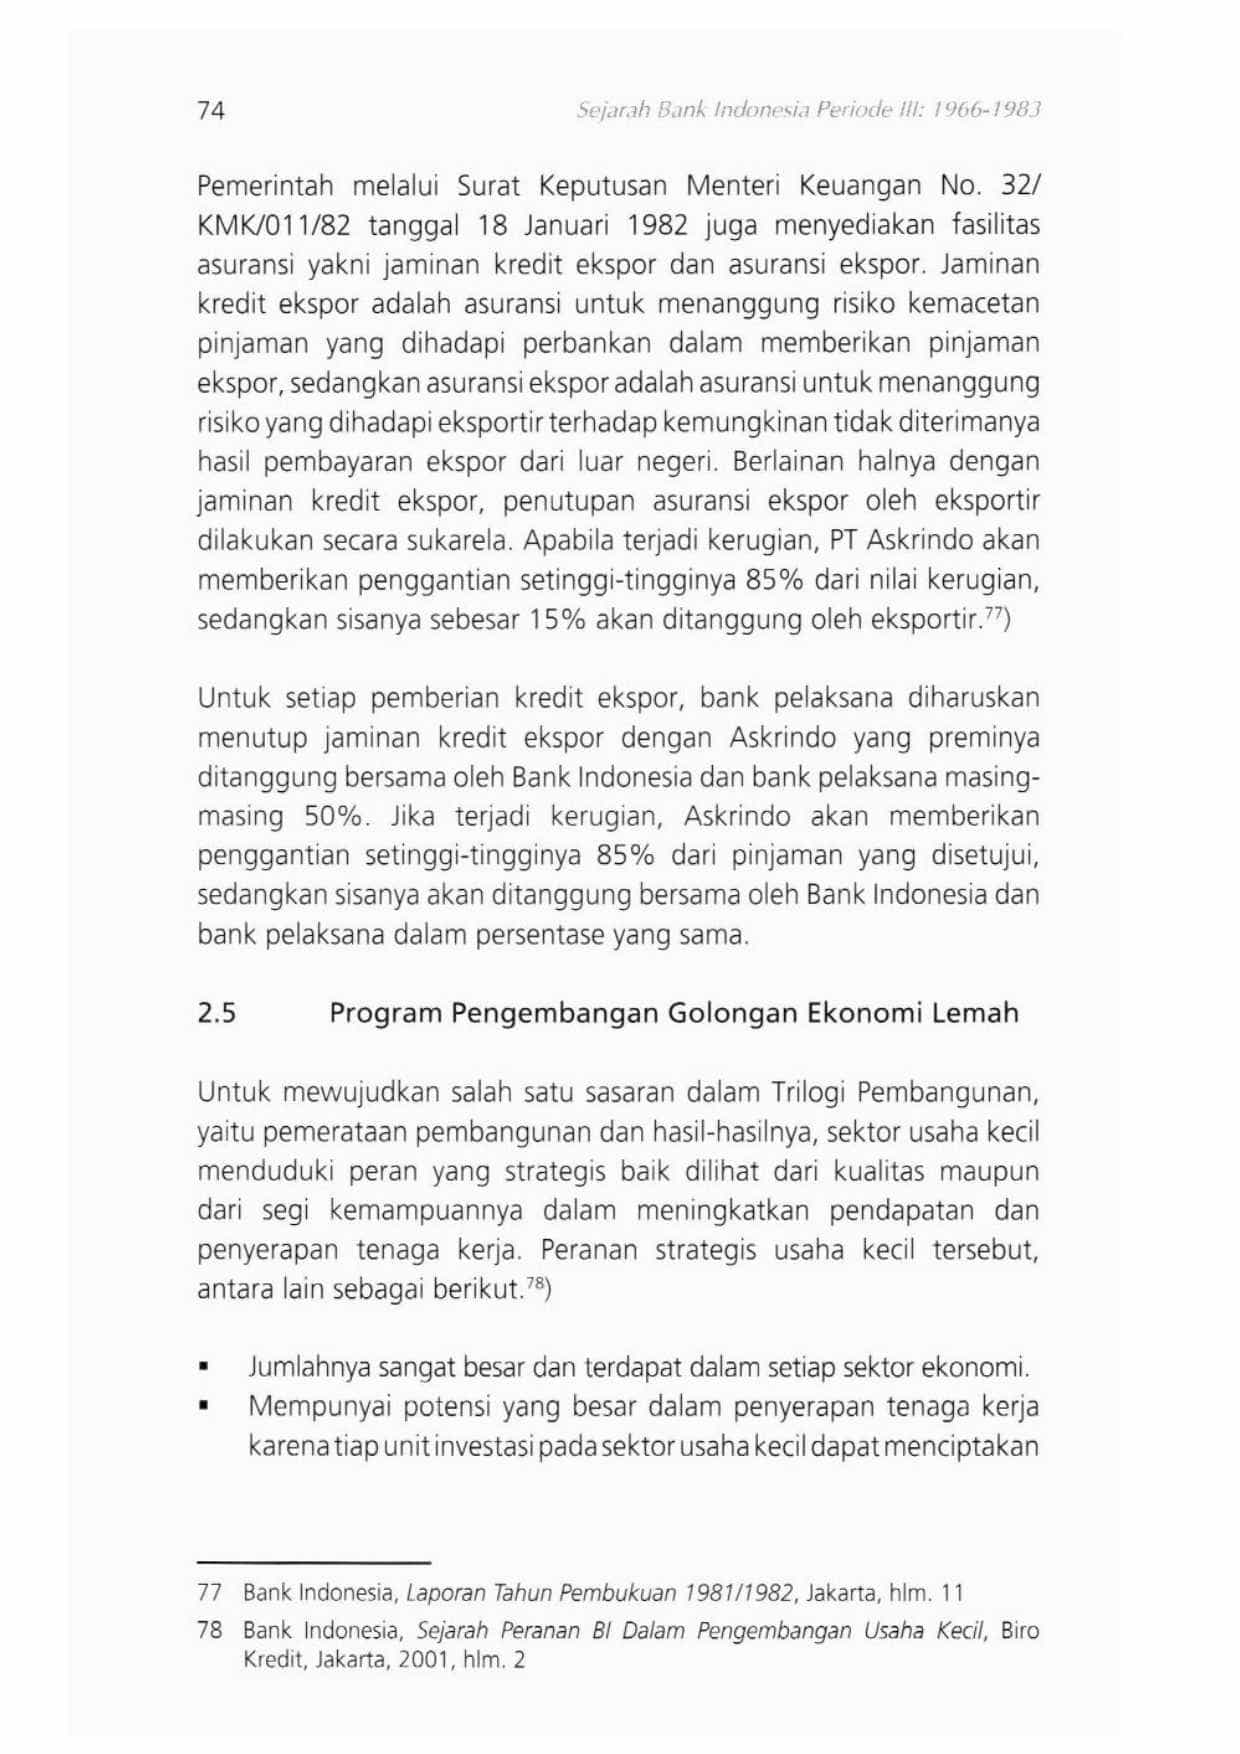 74
Sejarah Bank Indonesia Periode III: 1966-1983
Pemerintah melalui Surat Keputusan Menteri Keuangan No. 32/
KMK/011/82 tanggal 18 Januari 1982 juga menyediakan fasilitas
asuransi yakni jaminan kredit ekspor dan asuransi ekspor. Jaminan
kredit ekspor adalah asuransi untuk menanggung risiko kemacetan
pinjaman yang dihadapi perbankan dalam memberikan pinjaman
ekspor, sedangkan asuransi ekspor adalah asuransi untuk menanggung
risiko yang dihadapi eksportir terhadap kemungkinan tidak diterimanya
hasil pembayaran ekspor dari luar negeri. Berlainan halnya dengan
jaminan kredit ekspor, penutupan asuransi ekspor oleh eksportir
dilakukan secara sukarela. Apabila terjadi kerugian, PT Askrindo akan
memberikan penggantian setinggi-tingginya 85% dari nilai kerugian,
sedangkan sisanya sebesar 15% akan ditanggung oleh eksportir.77)
Untuk setiap pemberian kredit ekspor, bank pelaksana diharuskan
menutup jaminan kredit ekspor dengan Askrindo yang preminya
ditanggung bersama oleh Bank Indonesia dan bank pelaksana masing-
masing 50%. Jika terjadi kerugian, Askrindo akan memberikan
penggantian setinggi-tingginya 85% dari pinjaman yang disetujui,
sedangkan sisanya akan ditanggung bersama oleh Bank Indonesia dan
bank pelaksana dalam persentase yang sama.
2.5 Program Pengembangan Golongan Ekonomi Lemah
Untuk mewujudkan salah satu sasaran dalam Trilogi Pembangunan,
yaitu pemerataan pembangunan dan hasil-hasilnya, sektor usaha kecil
menduduki peran yang strategis baik dilihat dari kualitas maupun
dari segi kemampuannya dalam meningkatkan pendapatan dan
penyerapan tenaga kerja. Peranan strategis usaha kecil tersebut,
antara lain sebagai berikut.78)
▪ Jumlahnya sangat besar dan terdapat dalam setiap sektor ekonomi.
▪ Mempunyai potensi yang besar dalam penyerapan tenaga kerja
karena tiap unit investasi pada sektor usaha kecil dapat menciptakan
77 Bank Indonesia, Laporan Tahun Pembukuan 1981/1982, Jakarta, hlm. 11
78 Bank Indonesia, Sejarah Peranan BI Dalam Pengembangan Usaha Kecil, Biro
Kredit, Jakarta, 2001, hlm. 2